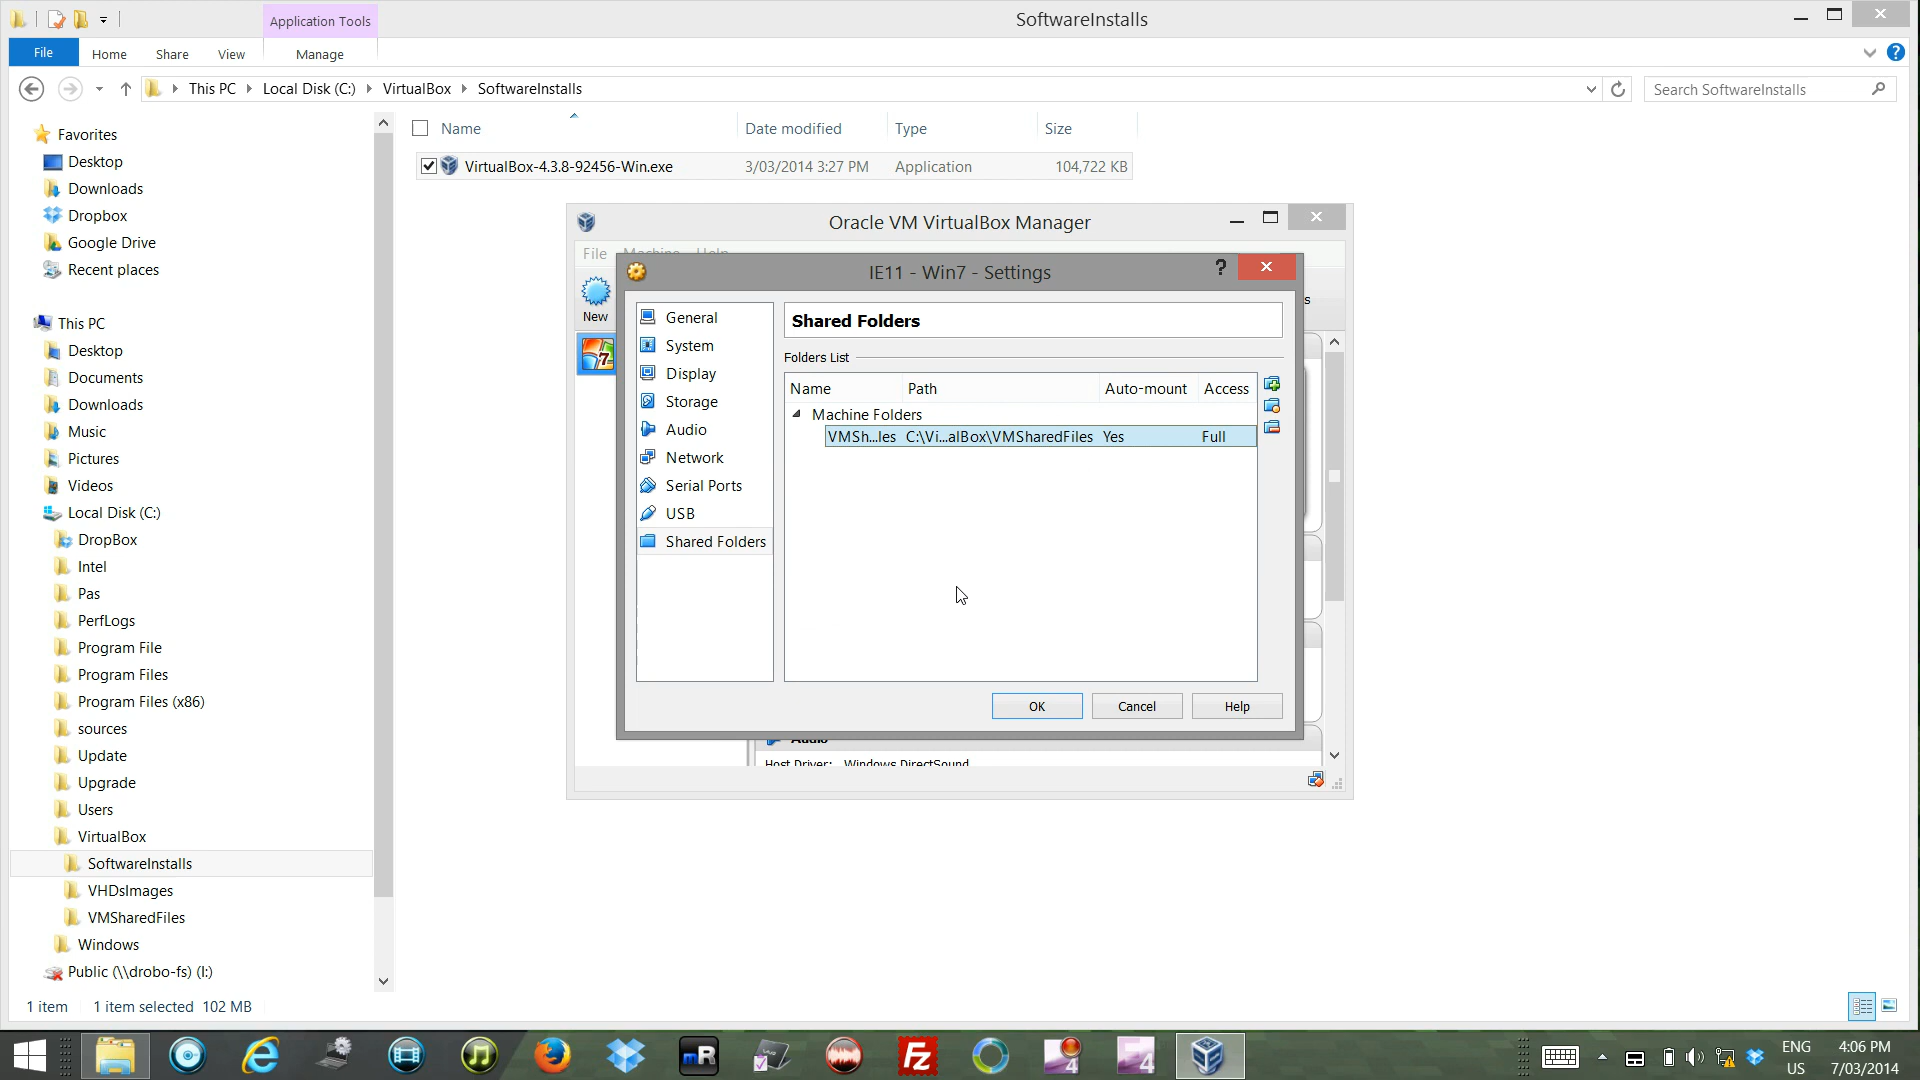 Application Tools
SoftwareInstalls
File
Home
Share
View
Manage
This PC
Local Disk (C:)
VirtualBox
SoftwareInstalls
Search SoftwareInstalls
Favorites
Desktop
Downloads
Dropbox
Google Drive
Recent places
This PC
Desktop
Documents
Downloads
Music
Pictures
Videos
Local Disk (C:)
DropBox
Intel
Pas
PerfLogs
Program File
Program Files
Program Files (x86)
sources
Update
Upgrade
Users
VirtualBox
SoftwareInstalls
VHDsImages
VMSharedFiles
Windows
Public (\\drobo-fs) (I:)
Name
Date modified
Type
Size
VirtualBox-4.3.8-92456-Win.exe
3/03/2014 3:27 PM
Application
104,722 KB
Oracle VM VirtualBox Manager
File
Machine
Help
New
IE11 - Win7 - Settings
General
System
Display
Storage
Audio
Network
Serial Ports
USB
Shared Folders
Shared Folders
Folders List
Name
Path
Auto-mount
Access
Machine Folders
VMSh...les
C:\Vi...alBox\VMSharedFiles
Yes
Full
OK
Cancel
Help
Audio
Host Driver: Windows DirectSound
1 item
1 item selected 102 MB
ENG
US
4:06 PM
7/03/2014